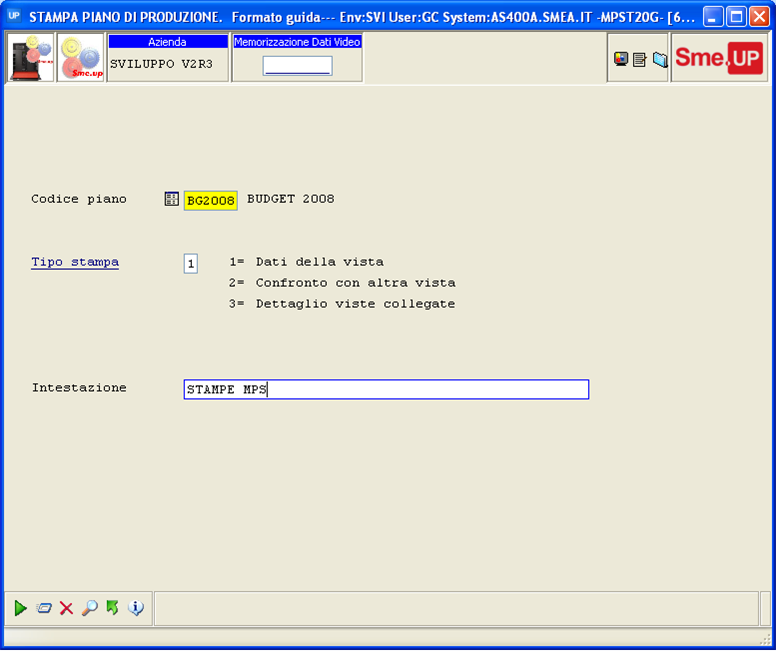 UP STAMPA PIANO DI PRODUZIONE. Formato guida--- Env:SVI User:GC System:AS400A.SMEA.IT -MPST20G- [6...
Sme.up
Azienda
SVILUPPO V2R3
Memorizzazione Dati Video
Sme.UP
Codice piano BG2008 BUDGET 2008
Tipo stampa 1 1= Dati della vista
2= Confronto con altra vista
3= Dettaglio viste collegate
Intestazione STAMPE MPS